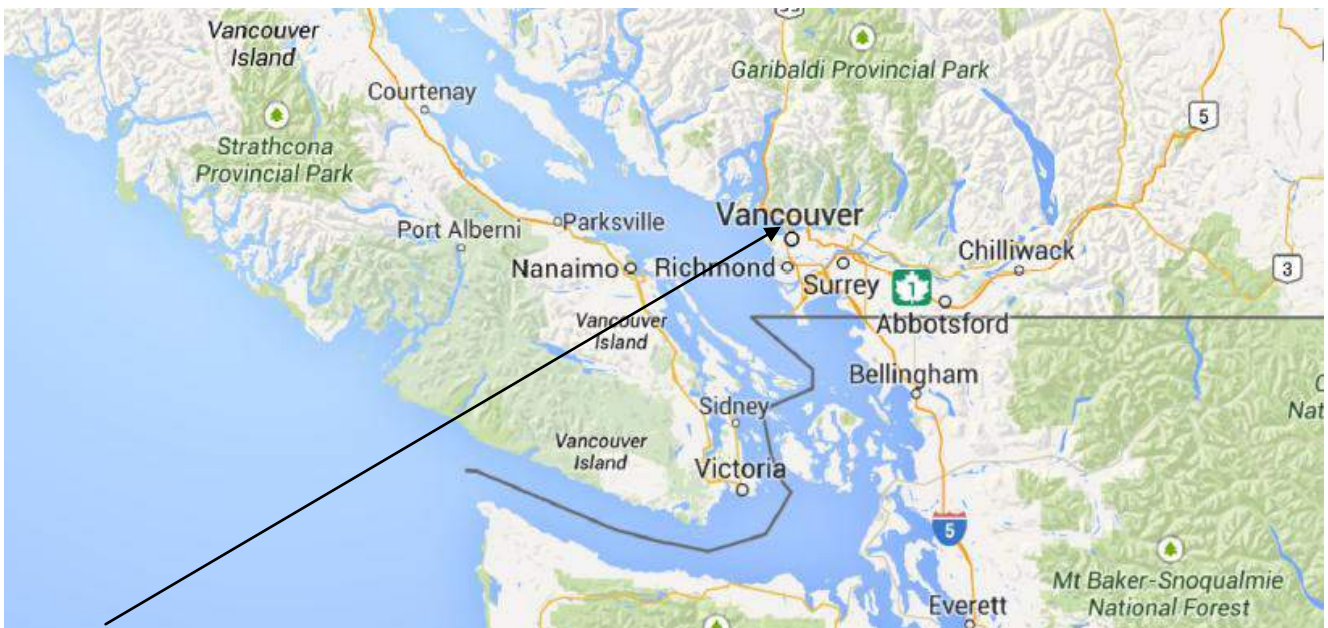 Vancouver
Island
Garibaldi Provincial Park
Courtenay
5
Strathcona
Provincial Park
Vancouver
Port Alberni
Parksville
Chilliwack
Nanaimo
Richmond
Surrey
1
3
Abbotsford
Vancouver
Island
Bellingham
Nat
Sidney
Vancouver
Island
Victoria
5
Mt Baker-Snoqualmie
National Forest
Everett